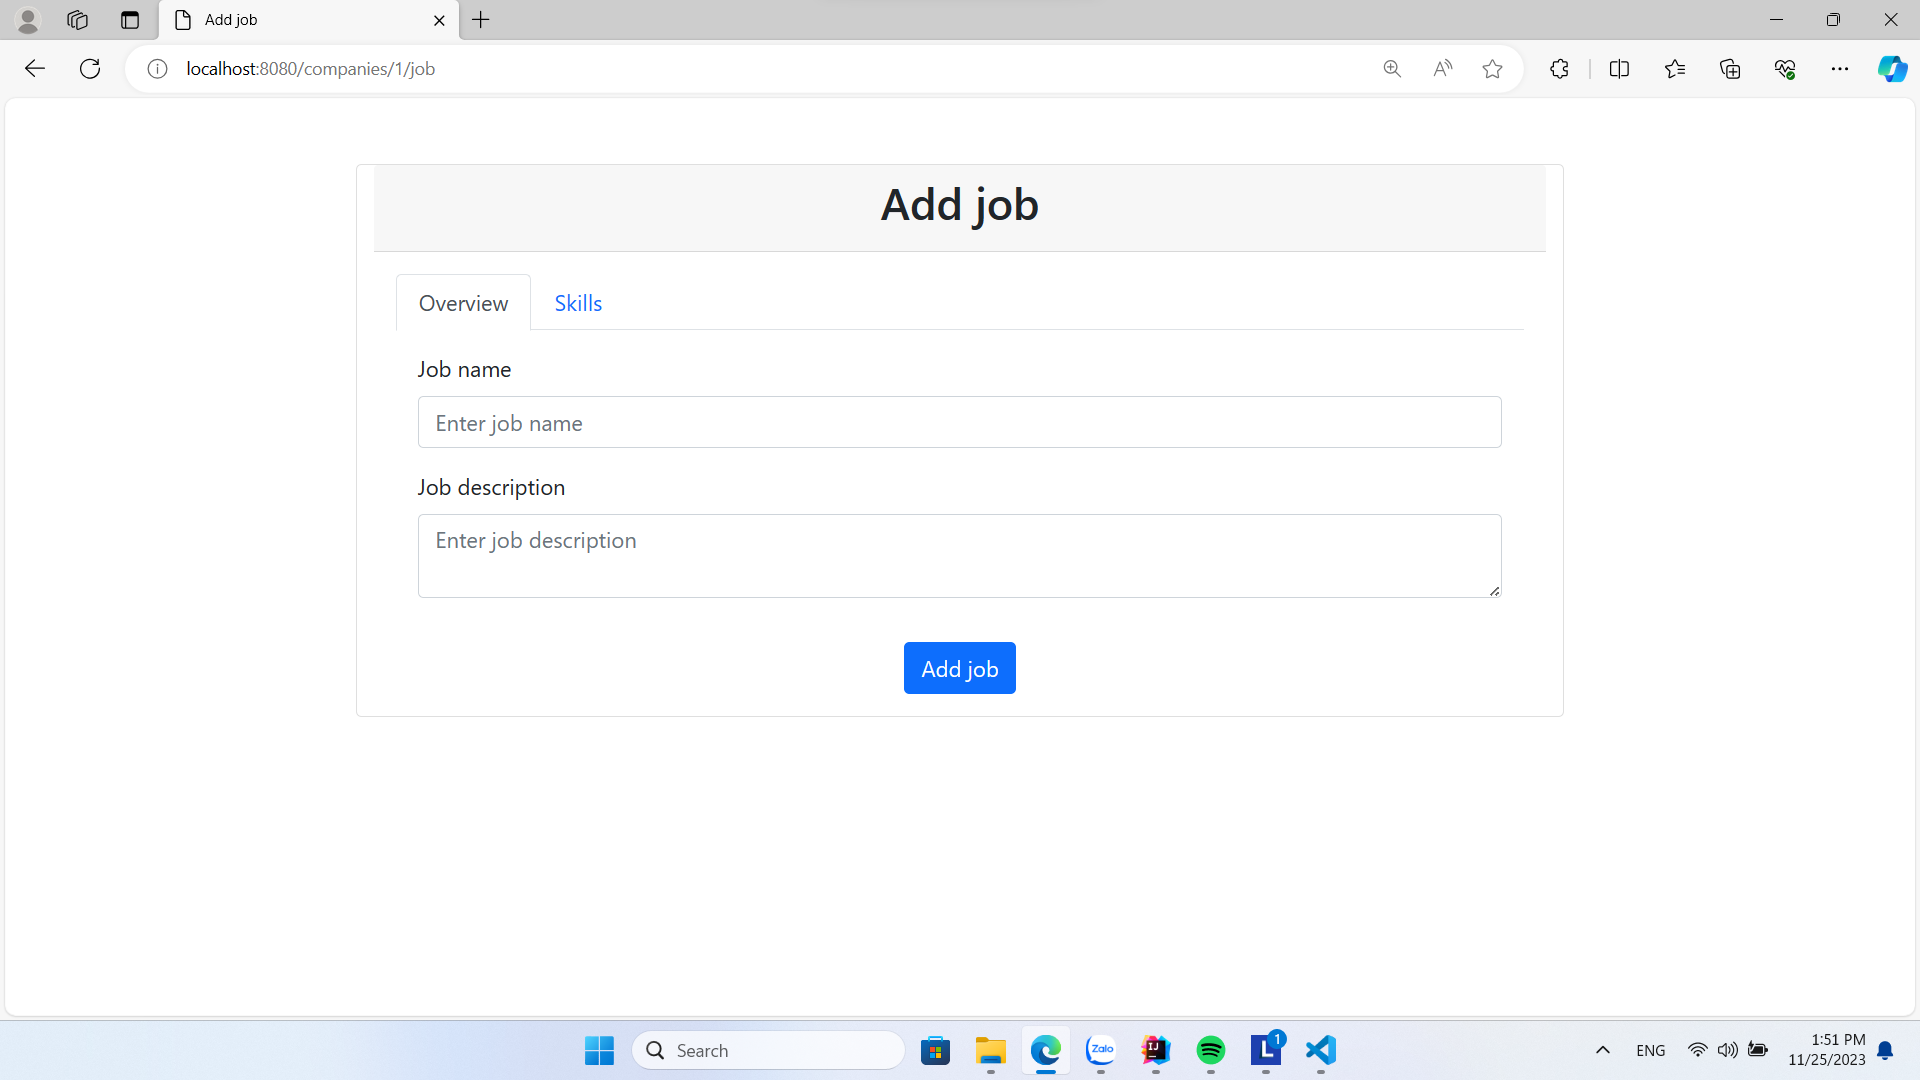 Add job
localhost:8080/companies/1/job
Add job
Overview Skills
Job name
Enter job name
Job description
Enter job description
Add job
Search
Zalo
IJ
L
1
ENG
1:51 PM
11/25/2023